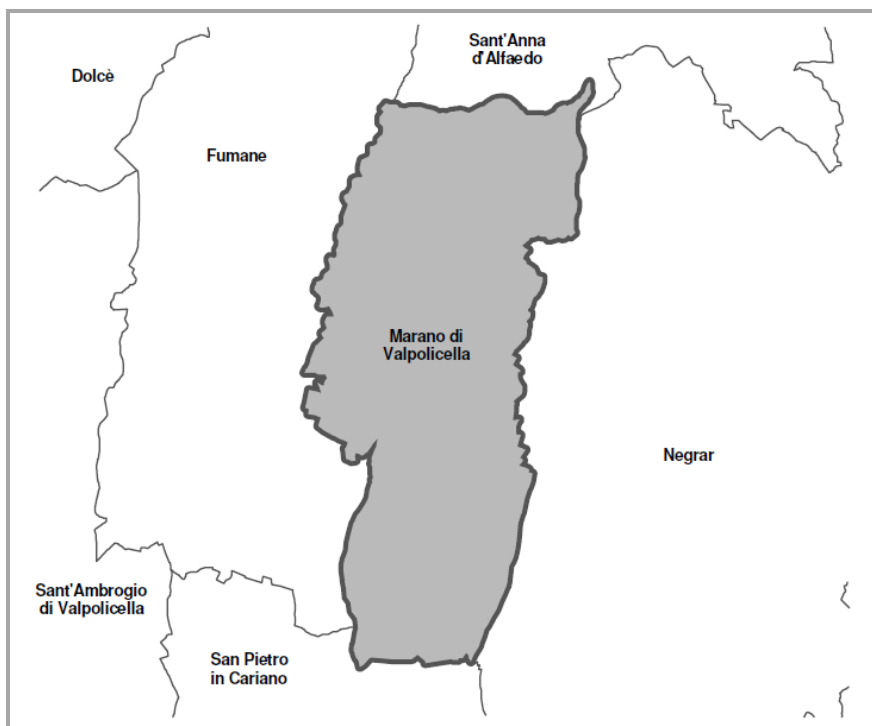 Sant'Anna
d'Alfaedo
Dolcè
Fumane
Marano di
Valpolicella
Negrar
Sant'Ambrogio
di Valpolicella
San Pietro
in Cariano